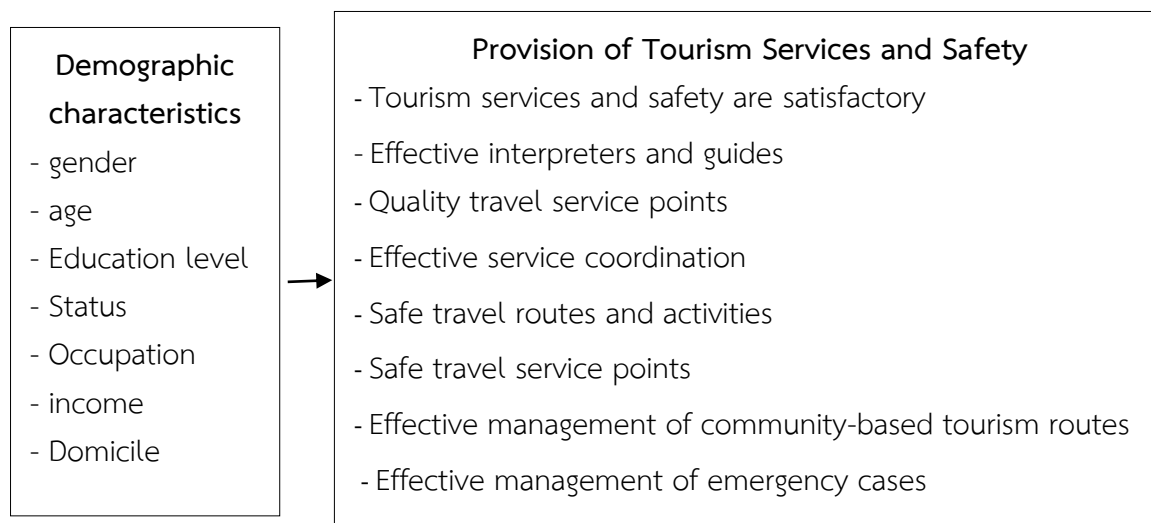 Demographic
characteristics
- gender
- age
- Education level
- Status
- Occupation
- income
- Domicile
Provision of Tourism Services and Safety
- Tourism services and safety are satisfactory
- Effective interpreters and guides
- Quality travel service points
- Effective service coordination
- Safe travel routes and activities
- Safe travel service points
- Effective management of community-based tourism routes
- Effective management of emergency cases